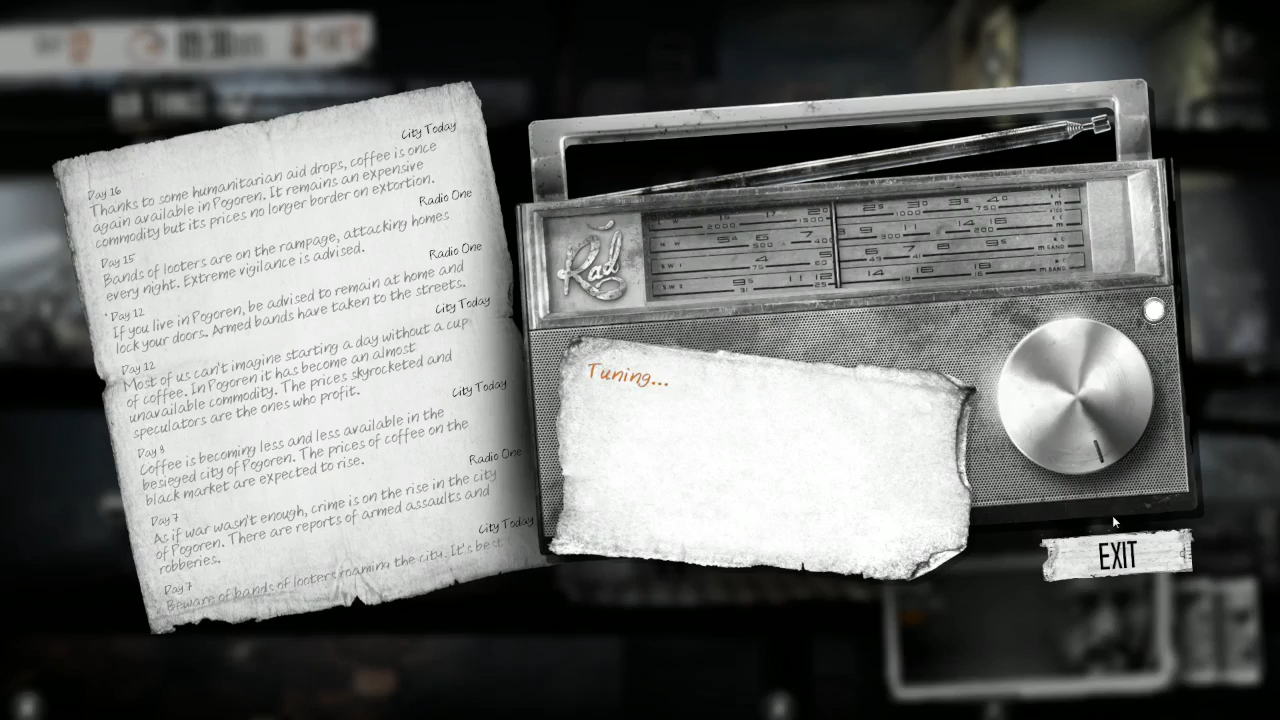 City Today
Day 16
Thanks to some humanitarian aid drops, coffee is once
again available in Pogoren. It remains an expensive
commodity but it's prices no longer border on extortion.
Radio One
Day 15
Bands of looters are on the rampage, attacking homes
every night. Extreme vigilance is advised.
Radio One
Day 12
If you live in Pogoren, be advised to remain at home and
lock your doors. Armed bands have taken to the streets.
City Today
Day 12
Most of us can't imagine starting a day without a cup
of coffee. In Pogoren it has become an almost
unavailable commodity. The prices skyrocketed and
speculators are the ones who profit.
City Today
Day 8
Coffee is becoming less and less available in the
besieged city of Pogoren. The prices of coffee on the
black market are expected to rise.
Radio One
Day 7
As if war wasn't enough, crime is on the rise in the city
of Pogoren. There are reports of armed assaults and
robberies.
City Today
Day 7
Beware of bands of looters roaming the city. It's best
Rad
Tuning...
EXIT